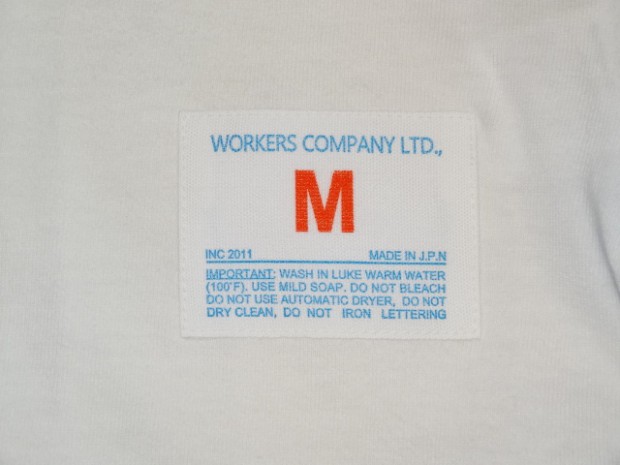 WORKERS COMPANY LTD.,
M
INC 2011 MADE IN J.P.N
IMPORTANT: WASH IN LUKE WARM WATER
(100°F). USE MILD SOAP. DO NOT BLEACH
DO NOT USE AUTOMATIC DRYER, DO NOT
DRY CLEAN, DO NOT IRON LETTERING